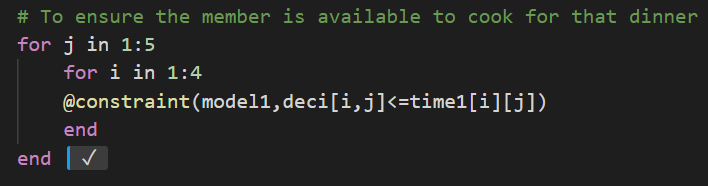 # To ensure the member is available to cook for that dinner
for j in 1:5
    for i in 1:4
    @constraint(model1,deci[i,j]<=time1[i][j])
    end
end ✓